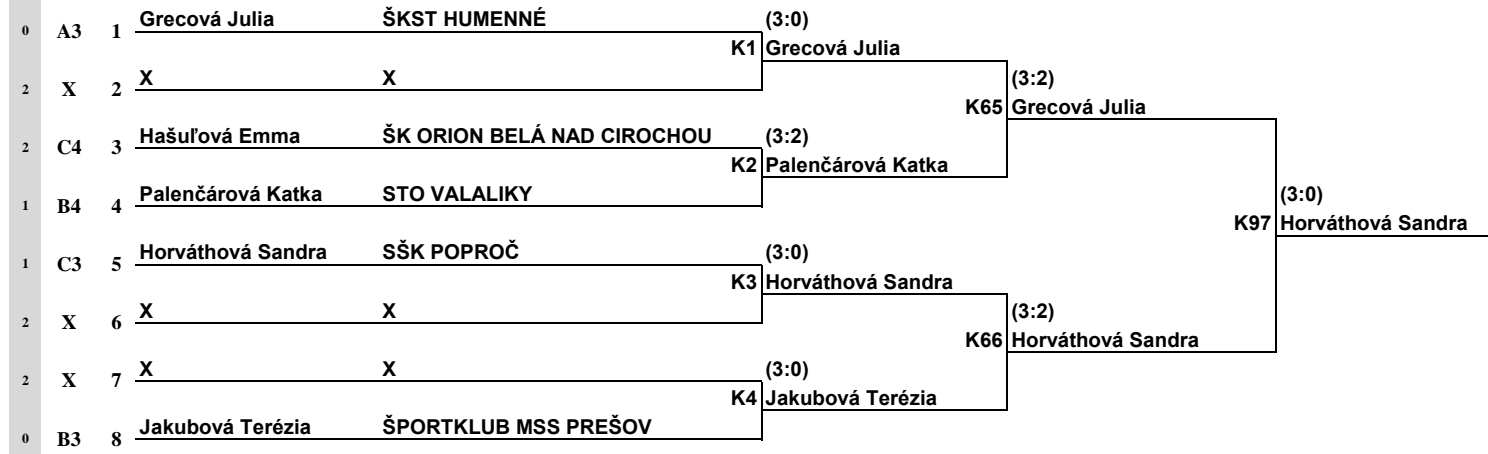 0 A3 1 Grecová Julia ŠKST HUMENNÉ (3:0)
K1 Grecová Julia
2 X 2 X X (3:2)
K65 Grecová Julia
2 C4 3 Hašuľová Emma ŠK ORION BELÁ NAD CIROCHOU (3:2)
K2 Palenčárová Katka
1 B4 4 Palenčárová Katka STO VALALIKY (3:0)
K97 Horváthová Sandra
1 C3 5 Horváthová Sandra SŠK POPROČ (3:0)
K3 Horváthová Sandra
2 X 6 X X (3:2)
K66 Horváthová Sandra
2 X 7 X X (3:0)
K4 Jakubová Terézia
0 B3 8 Jakubová Terézia ŠPORTKLUB MSS PREŠOV